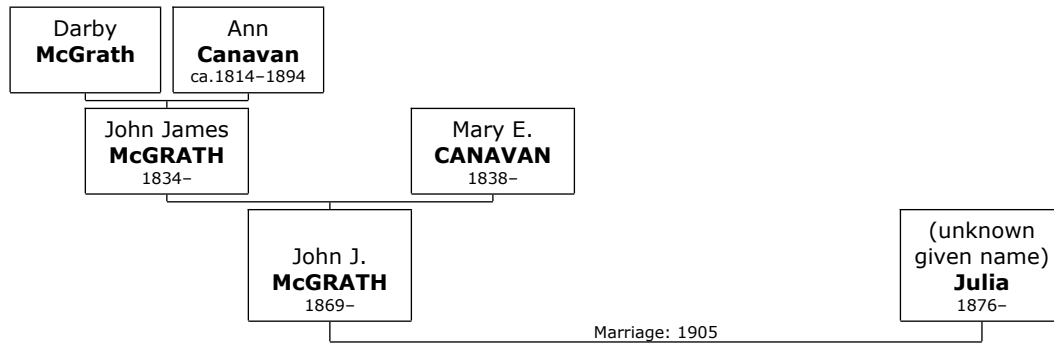 Darby
McGrath
Ann
Canavan
ca.1814–1894
John James
McGRATH
1834–
Mary E.
CANAVAN
1838–
John J.
McGRATH
1869–
(unknown
given name)
Julia
1876–
Marriage: 1905